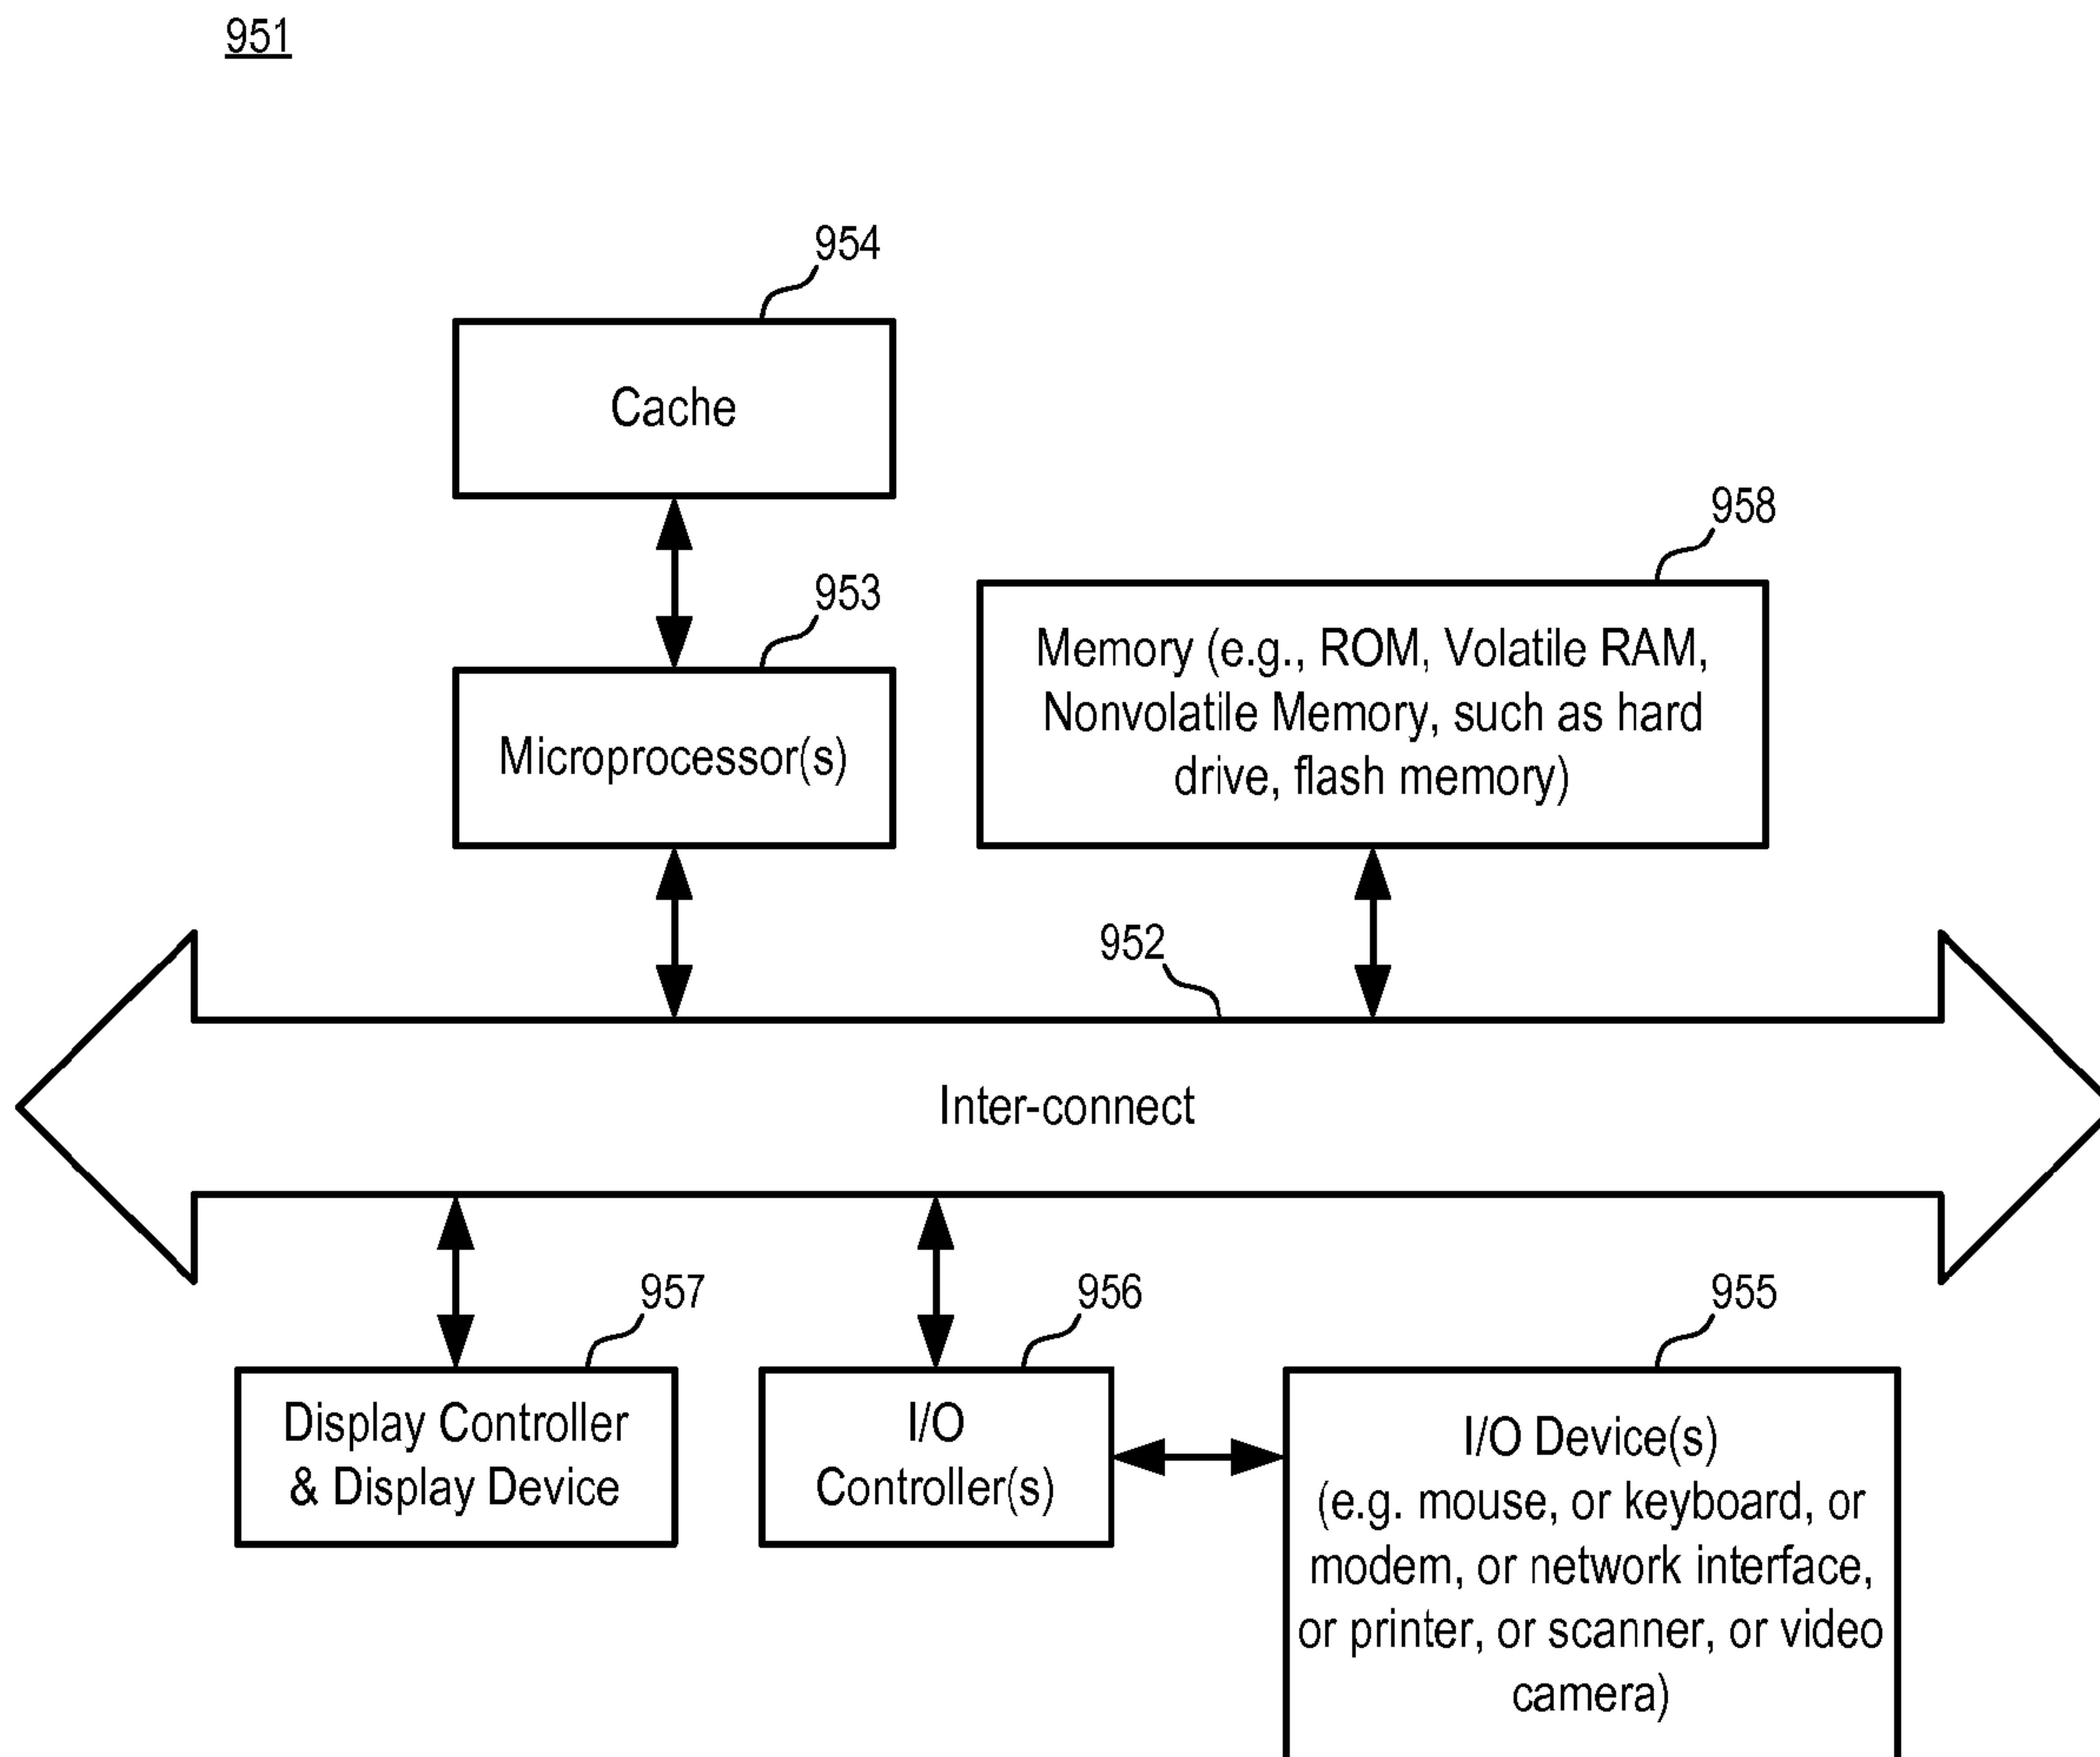 951
954
Cache
958
953
Memory (e.g., ROM, Volatile RAM,
Nonvolatile Memory, such as hard
drive, flash memory)
Microprocessor(s)
952
Inter-connect
957
956
955
Display Controller
& Display Device
I/O
Controller(s)
I/O Device(s)
(e.g. mouse, or keyboard, or
modem, or network interface,
or printer, or scanner, or video
camera)